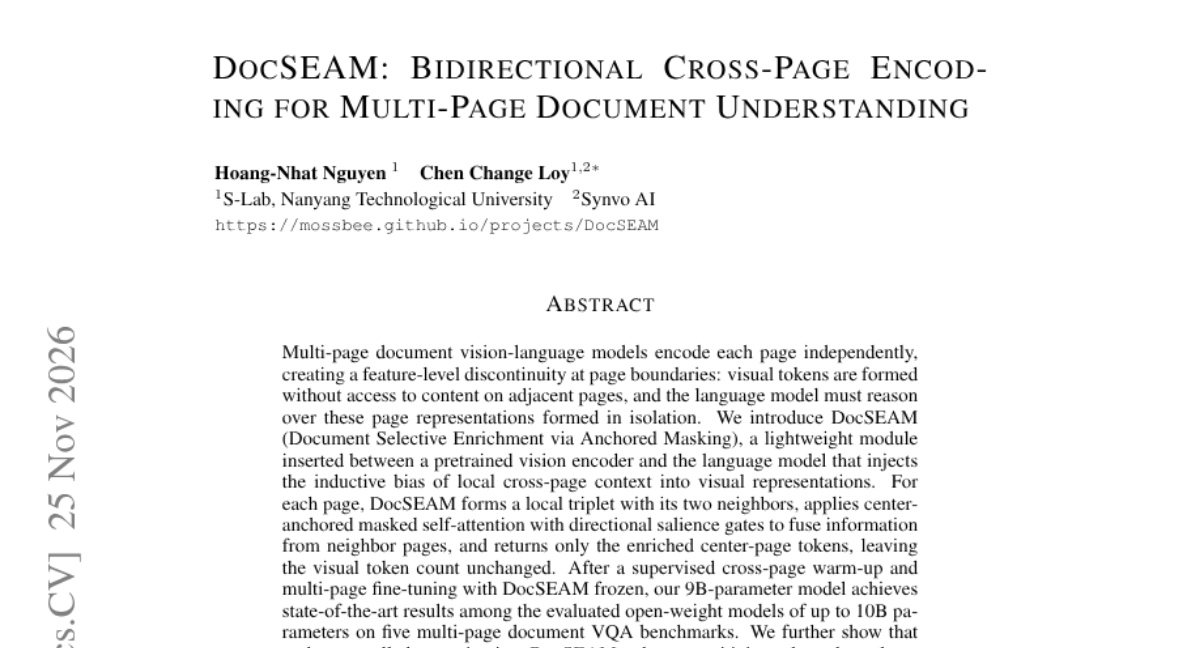 DOCSEAM: BIDIRECTIONAL CROSS-PAGE ENCOD-
ING FOR MULTI-PAGE DOCUMENT UNDERSTANDING
Hoang-Nhat Nguyen 1 Chen Change Loy1,2*
1S-Lab, Nanyang Technological University 2Synvo AI
https://mossbee.github.io/projects/DocSEAM
ABSTRACT
Multi-page document vision-language models encode each page independently,
creating a feature-level discontinuity at page boundaries: visual tokens are formed
without access to content on adjacent pages, and the language model must reason
over these page representations formed in isolation. We introduce DocSEAM
(Document Selective Enrichment via Anchored Masking), a lightweight module
inserted between a pretrained vision encoder and the language model that injects
the inductive bias of local cross-page context into visual representations. For
each page, DocSEAM forms a local triplet with its two neighbors, applies center-
anchored masked self-attention with directional salience gates to fuse information
from neighbor pages, and returns only the enriched center-page tokens, leaving
the visual token count unchanged. After a supervised cross-page warm-up and
multi-page fine-tuning with DocSEAM frozen, our 9B-parameter model achieves
state-of-the-art results among the evaluated open-weight models of up to 10B pa-
rameters on five multi-page document VQA benchmarks. We further show that
cs.CV] 25 Nov 2026